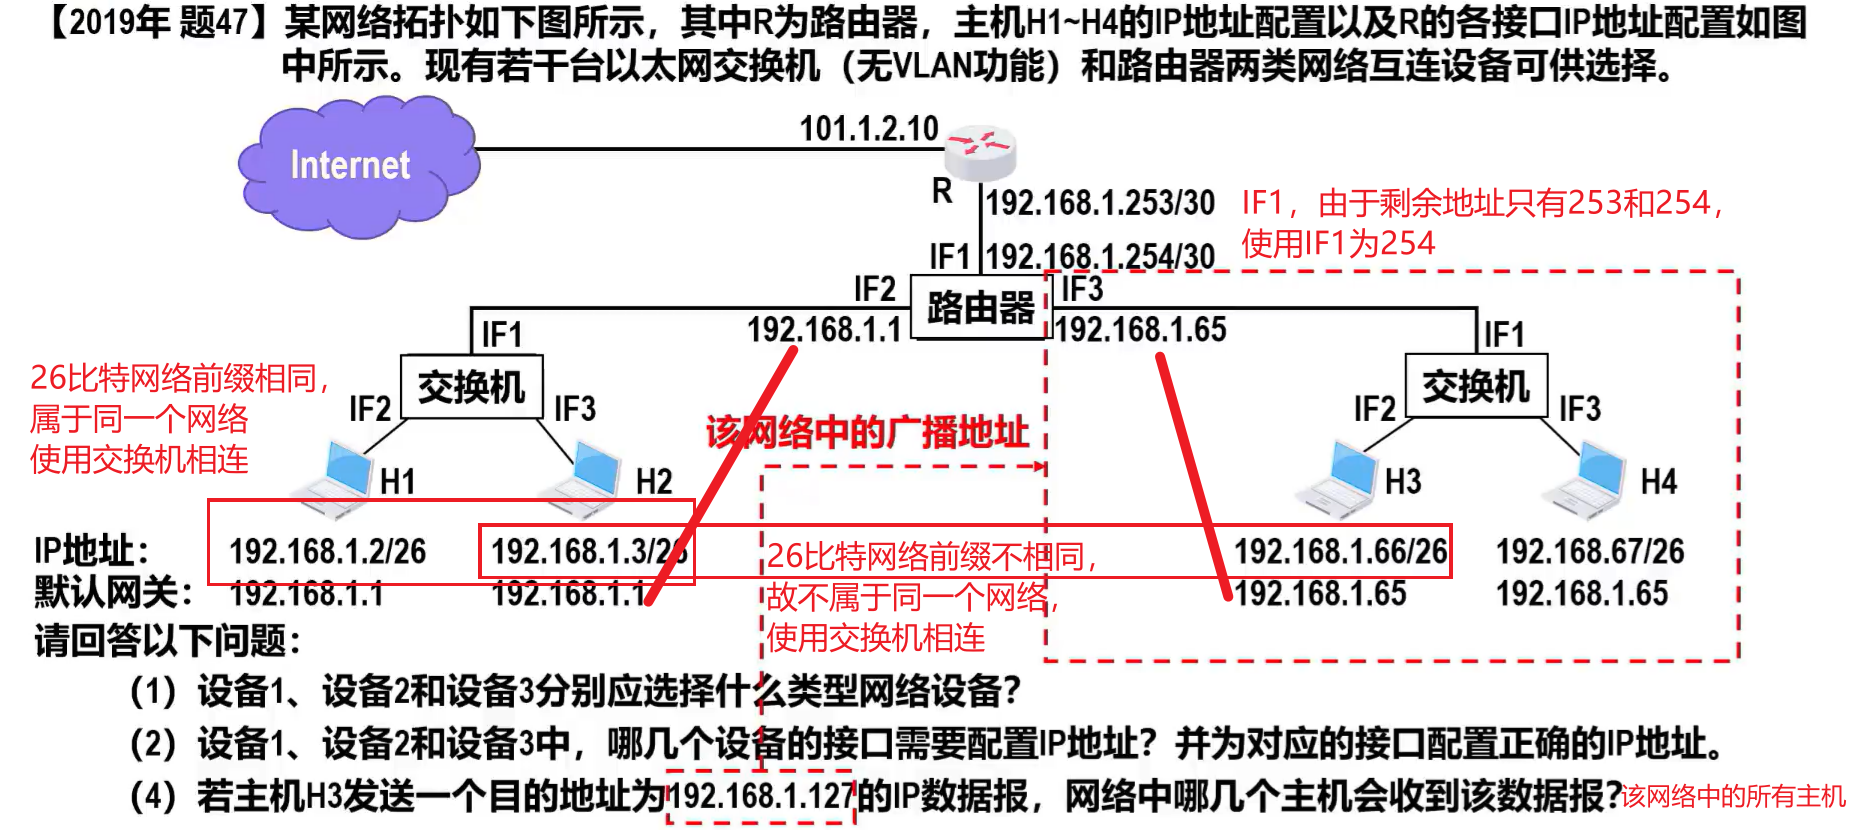 【2019年 题47】某网络拓扑如下图所示，其中R为路由器，主机H1~H4的IP地址配置以及R的各接口IP地址配置如图
中所示。现有若干台以太网交换机（无VLAN功能）和路由器两类网络互连设备可供选择。
Internet
101.1.2.10
R
192.168.1.253/30
IF1，由于剩余地址只有253和254，
使用IF1为254
IF1
192.168.1.254/30
IF2
路由器
IF3
192.168.1.1
192.168.1.65
IF1
交换机
IF2
IF3
IF1
交换机
IF2
IF3
26比特网络前缀相同，
属于同一个网络
使用交换机相连
该网络中的广播地址
H1
H2
H3
H4
IP地址：
192.168.1.2/26
192.168.1.3/26
192.168.1.66/26
192.168.67/26
默认网关：
192.168.1.1
192.168.1.1
192.168.1.65
192.168.1.65
26比特网络前缀不相同，
故不属于同一个网络，
使用交换机相连
请回答以下问题：
（1）设备1、设备2和设备3分别应选择什么类型网络设备？
（2）设备1、设备2和设备3中，哪几个设备的接口需要配置IP地址？并为对应的接口配置正确的IP地址。
（4）若主机H3发送一个目的地址为192.168.1.127的IP数据报，网络中哪几个主机会收到该数据报？
该网络中的所有主机